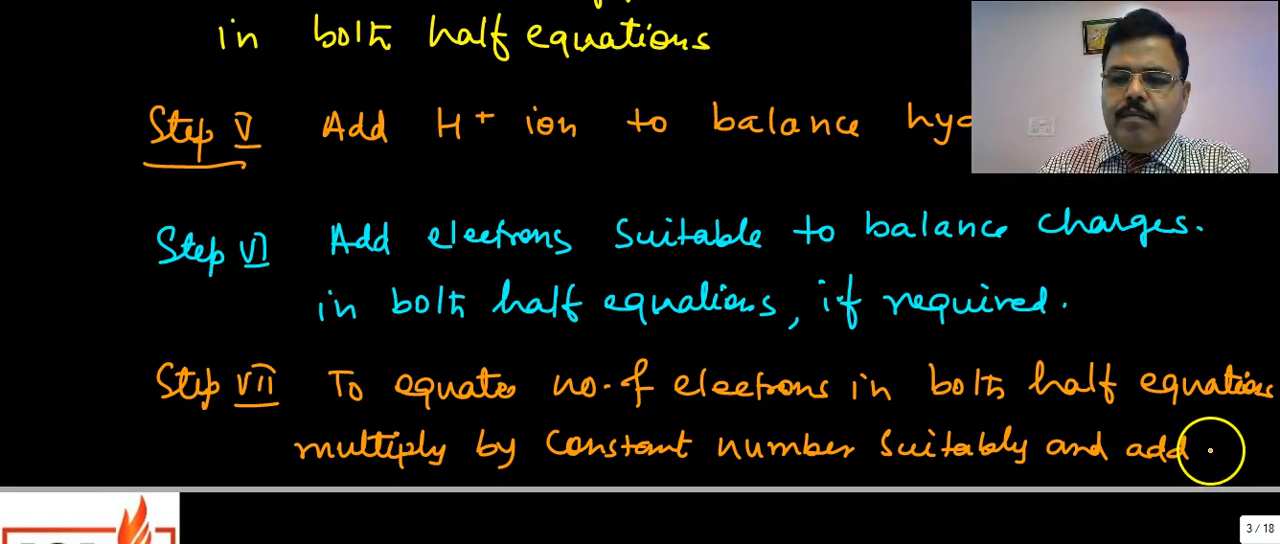 in both half equations
Step V Add H+ ion to balance
Step VI Add electrons suitable to balance charges.
in both half equations, if required.
Step VII To equate no. of electrons in both half equations
multiply by constant number suitably and add.
3 / 18